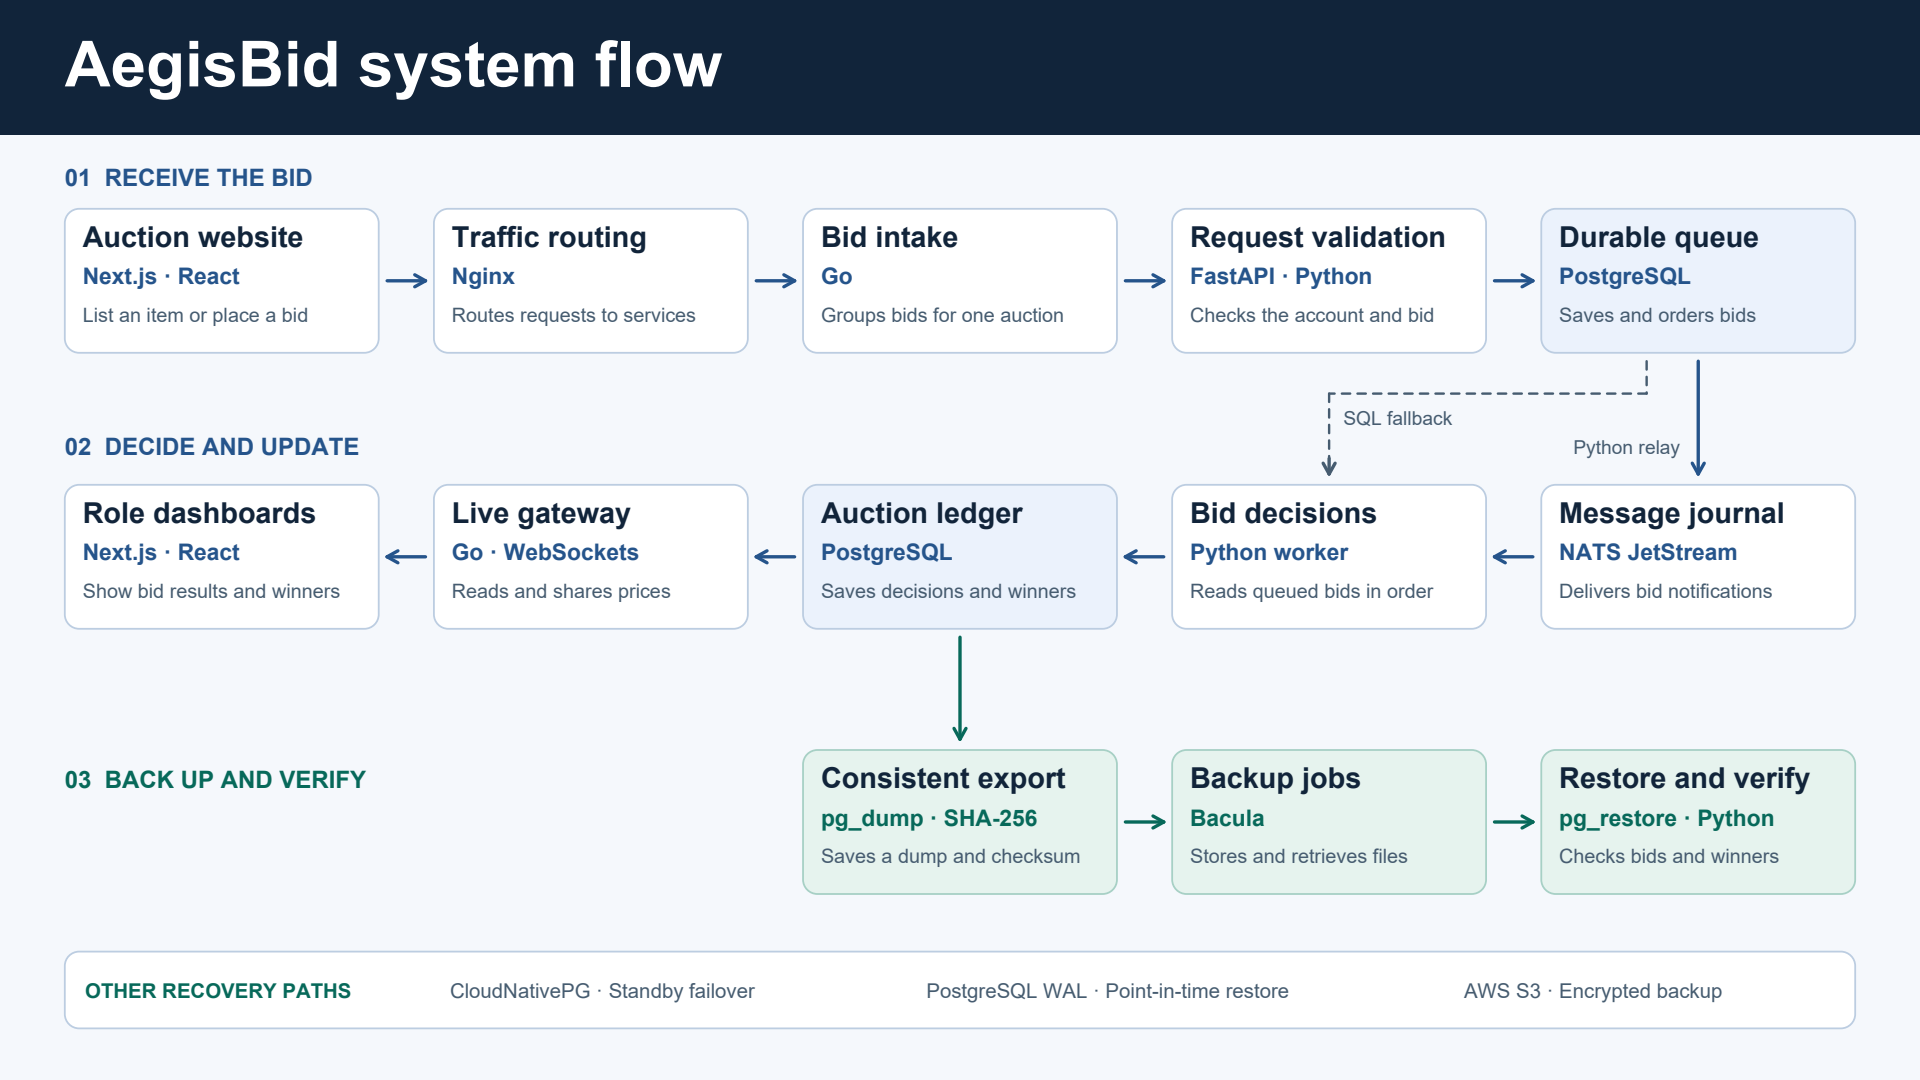 AegisBid system flow
01 RECEIVE THE BID
Auction website
Next.js · React
List an item or place a bid
Traffic routing
Nginx
Routes requests to services
Bid intake
Go
Groups bids for one auction
Request validation
FastAPI · Python
Checks the account and bid
Durable queue
PostgreSQL
Saves and orders bids
SQL fallback
Python relay
02 DECIDE AND UPDATE
Role dashboards
Next.js · React
Show bid results and winners
Live gateway
Go · WebSockets
Reads and shares prices
Auction ledger
PostgreSQL
Saves decisions and winners
Bid decisions
Python worker
Reads queued bids in order
Message journal
NATS JetStream
Delivers bid notifications
03 BACK UP AND VERIFY
Consistent export
pg_dump · SHA-256
Saves a dump and checksum
Backup jobs
Bacula
Stores and retrieves files
Restore and verify
pg_restore · Python
Checks bids and winners
OTHER RECOVERY PATHS
CloudNativePG · Standby failover
PostgreSQL WAL · Point-in-time restore
AWS S3 · Encrypted backup